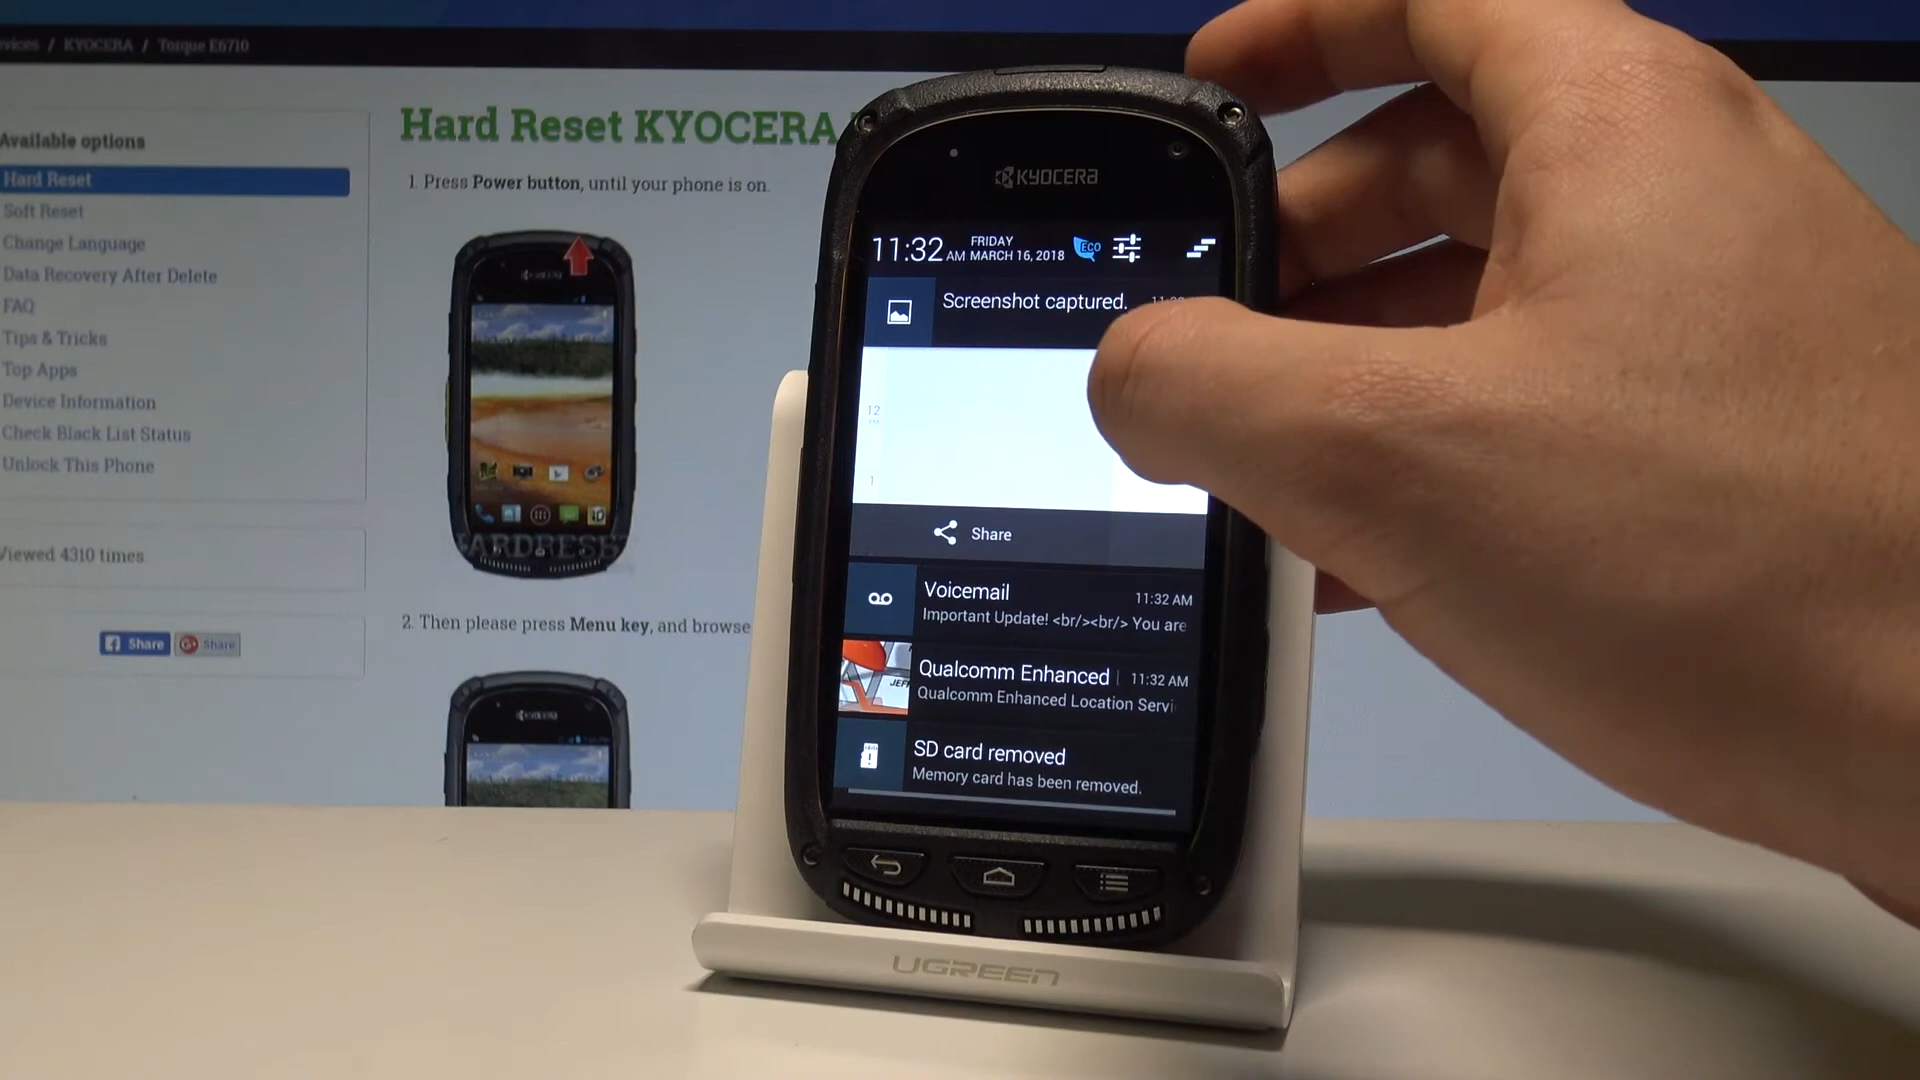 / KYOCERA / Torque E6710
Available options
Hard Reset
Soft Reset
Change Language
Data Recovery After Delete
FAQ
Tips & Tricks
Top Apps
Device Information
Check Black List Status
Unlock This Phone
Viewed 4310 times.
Share
Share
Hard Reset KYOCERA
1. Press Power button, until your phone is on.
2. Then please press Menu key, and browse
KYOCERA
11:32 AM
FRIDAY
MARCH 16, 2018
ECO
Screenshot captured.
12
PM
1
Share
Voicemail
11:32 AM
Important Update! <br/><br/> You are
Qualcomm Enhanced
11:32 AM
Qualcomm Enhanced Location Servi
SD card removed
Memory card has been removed.
UGREEN